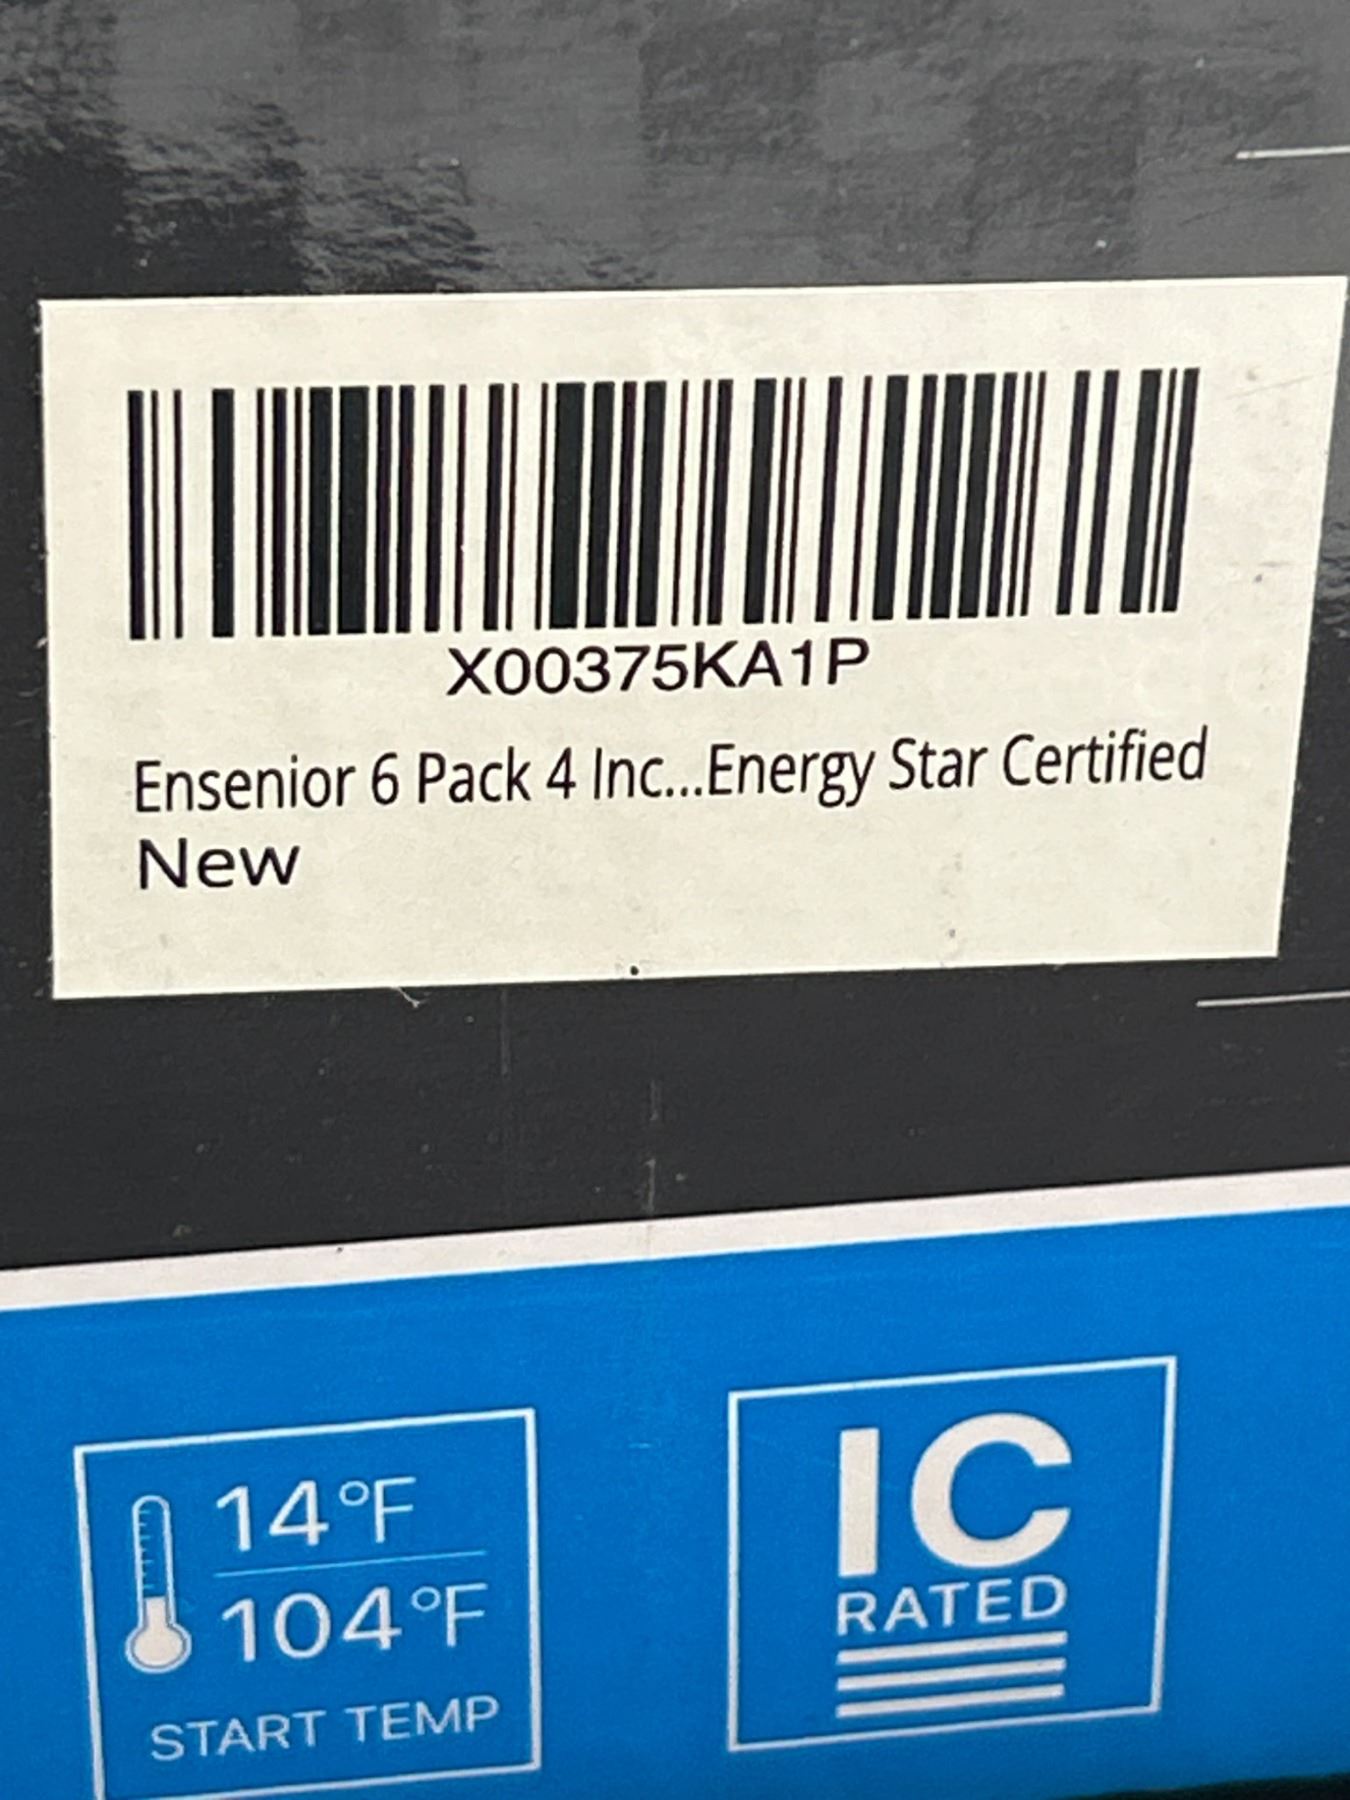 X00375KA1P
Ensenior 6 Pack 4 Inc...Energy Star Certified
New
14°F
104°F
START TEMP
IC
RATED